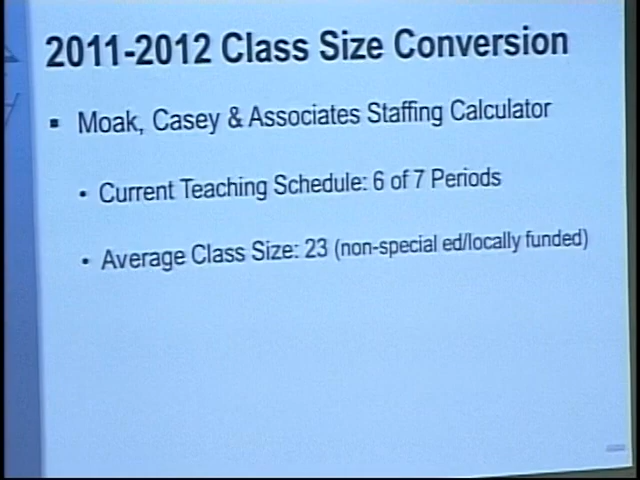 2011-2012 Class Size Conversion
▪ Moak, Casey & Associates Staffing Calculator
• Current Teaching Schedule: 6 of 7 Periods
• Average Class Size: 23 (non-special ed/locally funded)